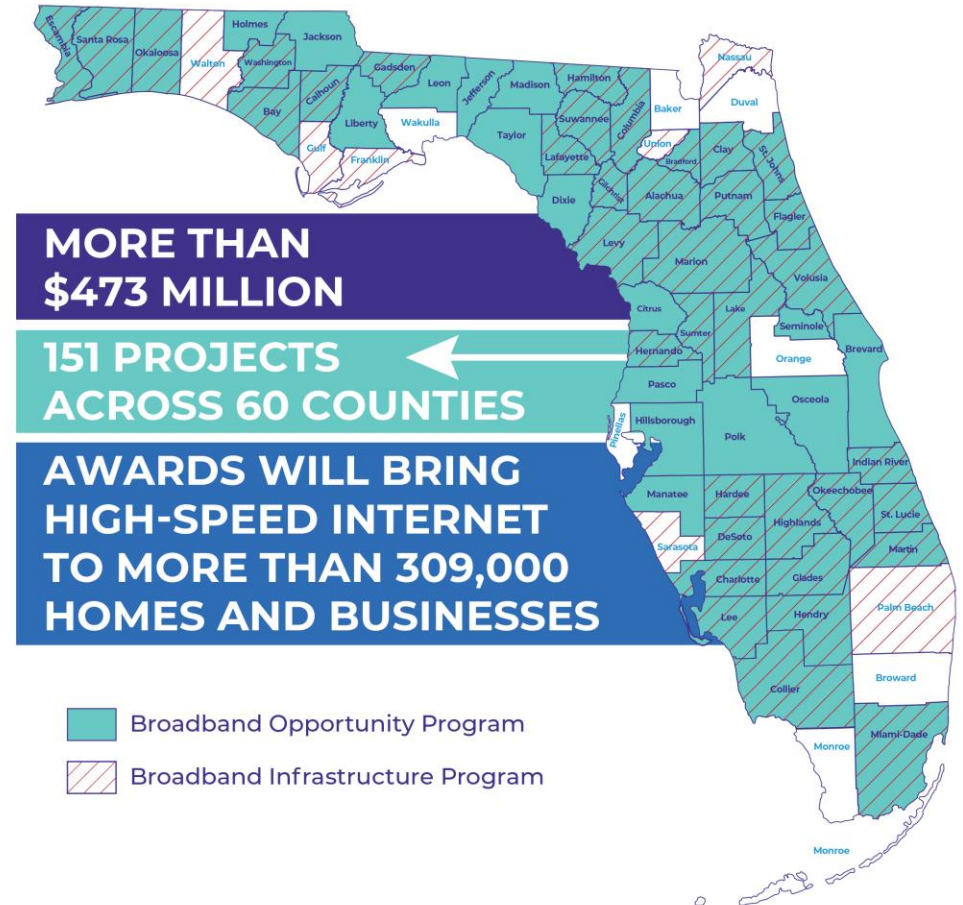 Escambia
Santa Rosa
Okaloosa
Walton
Holmes
Washington
Jackson
Bay
Calhoun
Gulf
Liberty
Franklin
Gadsden
Leon
Wakulla
Jefferson
Madison
Taylor
Hamilton
Suwannee
Lafayette
Dixie
Columbia
Gilchrist
Baker
Union
Bradford
Nassau
Duval
Clay
St. Johns
Alachua
Putnam
Flagler
Levy
Marion
Volusia
Citrus
Sumter
Lake
Seminole
Hernando
Orange
Brevard
Pasco
Osceola
Pinellas
Hillsborough
Polk
Indian River
Manatee
Hardee
Okeechobee
Highlands
St. Lucie
Sarasota
DeSoto
Martin
Charlotte
Glades
Lee
Hendry
Palm Beach
Collier
Broward
Miami-Dade
Monroe
Monroe
MORE THAN
$473 MILLION
151 PROJECTS
ACROSS 60 COUNTIES
AWARDS WILL BRING
HIGH-SPEED INTERNET
TO MORE THAN 309,000
HOMES AND BUSINESSES
Broadband Opportunity Program
Broadband Infrastructure Program